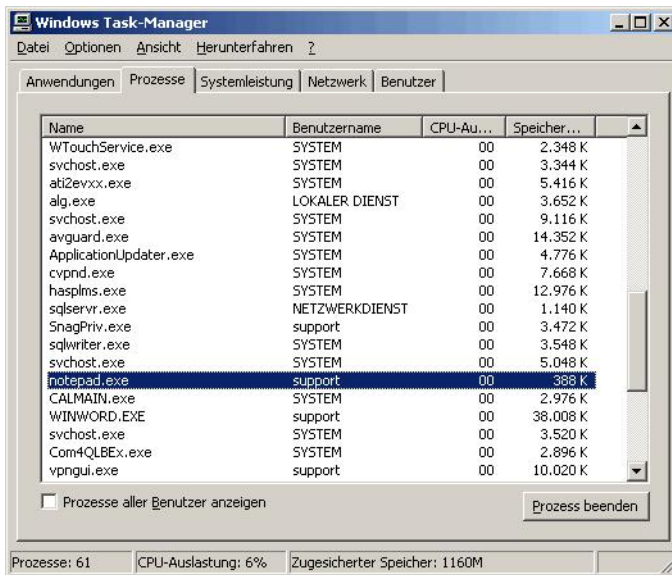 Windows Task-Manager
Datei Optionen Ansicht Herunterfahren ?
Anwendungen Prozesse Systemleistung Netzwerk Benutzer
Name Benutzername CPU-Au... Speicher...
WTouchService.exe SYSTEM 00 2.348 K
svchost.exe SYSTEM 00 3.344 K
ati2evxx.exe SYSTEM 00 5.416 K
alg.exe LOKALER DIENST 00 3.652 K
svchost.exe SYSTEM 00 9.116 K
avguard.exe SYSTEM 00 14.352 K
ApplicationUpdater.exe SYSTEM 00 4.776 K
cvpnd.exe SYSTEM 00 7.668 K
hasplms.exe SYSTEM 00 12.976 K
sqlservr.exe NETZWERKDIENST 00 1.140 K
SnagPriv.exe support 00 3.472 K
sqlwriter.exe SYSTEM 00 3.548 K
svchost.exe SYSTEM 00 5.048 K
notepad.exe support 00 388 K
CALMAIN.exe SYSTEM 00 2.976 K
WINWORD.EXE support 00 38.008 K
svchost.exe SYSTEM 00 3.520 K
Com4QLBEx.exe SYSTEM 00 2.896 K
vpngui.exe support 00 10.020 K
Prozesse aller Benutzer anzeigen Prozess beenden
Prozesse: 61 CPU-Auslastung: 6% Zugesicherter Speicher: 1160M